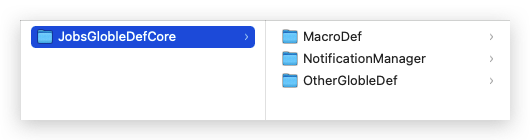 JobsGlobleDefCore
MacroDef
NotificationManager
OtherGlobleDef